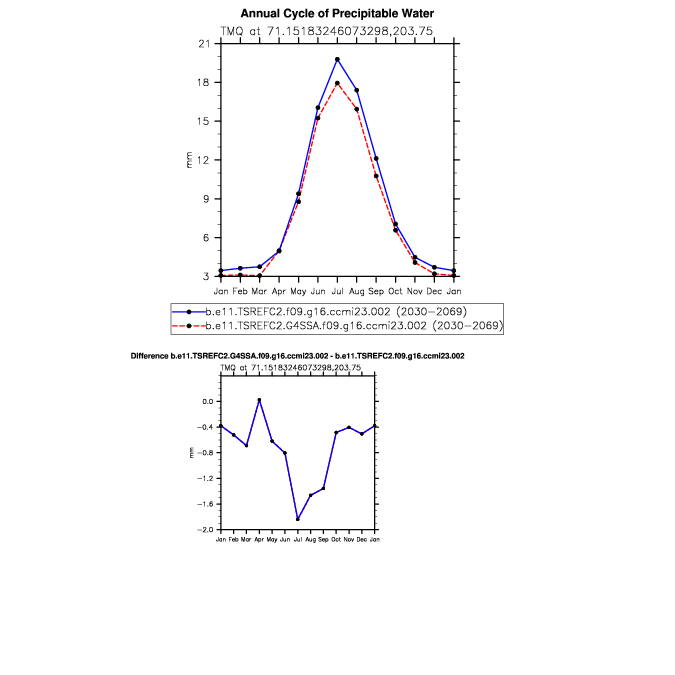 Annual Cycle of Precipitable Water
TMQ at 71.15183246073298,203.75
21
18
15
12
9
6
3
mm
Jan Feb Mar Apr May Jun Jul Aug Sep Oct Nov Dec Jan
b.e11.TSREFC2.f09.g16.ccmi23.002 (2030-2069)
b.e11.TSREFC2.G4SSA.f09.g16.ccmi23.002 (2030-2069)
Difference b.e11.TSREFC2.G4SSA.f09.g16.ccmi23.002 - b.e11.TSREFC2.f09.g16.ccmi23.002
TMQ at 71.15183246073298,203.75
0.0
-0.4
-0.8
-1.2
-1.6
-2.0
mm
Jan Feb Mar Apr May Jun Jul Aug Sep Oct Nov Dec Jan